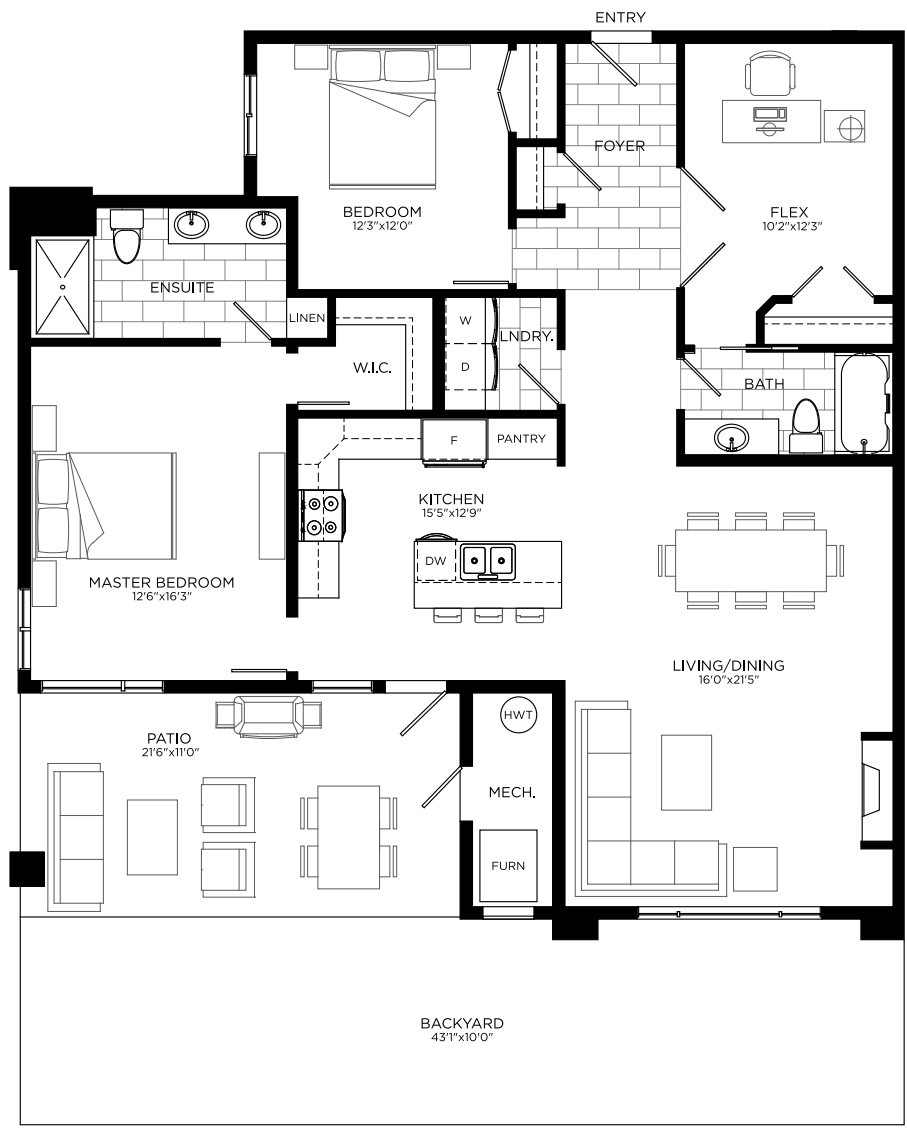 ENTRY
FOYER
BEDROOM
12'3"x12'0"
FLEX
10'2"x12'3"
ENSUITE
LINEN
W
D
LNDRY.
W.I.C.
BATH
F
PANTRY
KITCHEN
15'5"x12'9"
DW
MASTER BEDROOM
12'6"x16'3"
LIVING/DINING
16'0"x21'5"
HWT
PATIO
21'6"x11'0"
MECH.
FURN
BACKYARD
43'1"x10'0"